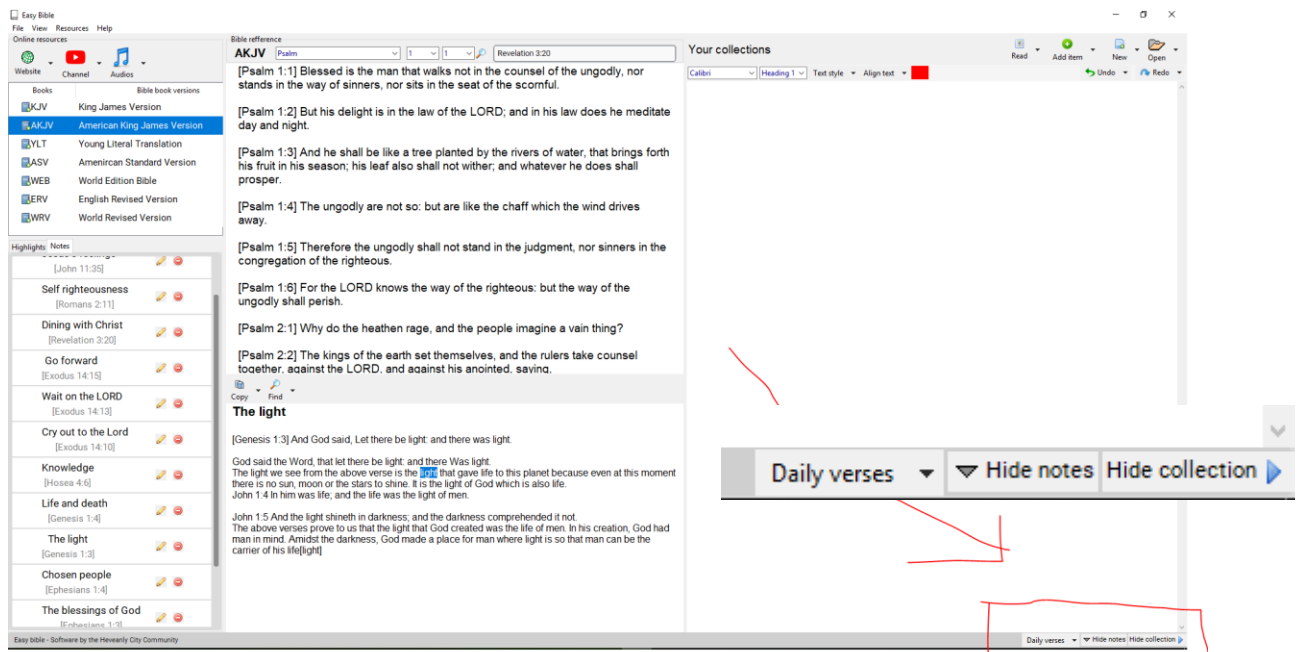 Easy Bible
File View Resources Help
Online resources
Website Channel Audios
Books Bible book versions
KJV King James Version
AKJV American King James Version
YLT Young Literal Translation
ASV Amenircan Standard Version
WEB World Edition Bible
ERV English Revised Version
WRV World Revised Version
Highlights Notes
[John 11:35]
Self righteousness
[Romans 2:11]
Dining with Christ
[Revelation 3:20]
Go forward
[Exodus 14:15]
Wait on the LORD
[Exodus 14:13]
Cry out to the Lord
[Exodus 14:10]
Knowledge
[Hosea 4:6]
Life and death
[Genesis 1:4]
The light
[Genesis 1:3]
Chosen people
[Ephesians 1:4]
The blessings of God
[Ephesians 1:3]
Bible refference
AKJV Psalm 1 1 Revelation 3:20
[Psalm 1:1] Blessed is the man that walks not in the counsel of the ungodly, nor
stands in the way of sinners, nor sits in the seat of the scornful.
[Psalm 1:2] But his delight is in the law of the LORD; and in his law does he meditate
day and night.
[Psalm 1:3] And he shall be like a tree planted by the rivers of water, that brings forth
his fruit in his season; his leaf also shall not wither; and whatever he does shall
prosper.
[Psalm 1:4] The ungodly are not so: but are like the chaff which the wind drives
away.
[Psalm 1:5] Therefore the ungodly shall not stand in the judgment, nor sinners in the
congregation of the righteous.
[Psalm 1:6] For the LORD knows the way of the righteous: but the way of the
ungodly shall perish.
[Psalm 2:1] Why do the heathen rage, and the people imagine a vain thing?
[Psalm 2:2] The kings of the earth set themselves, and the rulers take counsel
together, against the LORD, and against his anointed, saying,
Copy Find
The light
[Genesis 1:3] And God said, Let there be light: and there was light.
God said the Word, that let there be light: and there Was light.
The light we see from the above verse is the light that gave life to this planet because even at this moment
there is no sun, moon or the stars to shine. It is the light of God which is also life.
John 1:4 In him was life; and the life was the light of men.
John 1:5 And the light shineth in darkness; and the darkness comprehended it not.
The above verses prove to us that the light that God created was the life of men. In his creation, God had
man in mind. Amidst the darkness, God made a place for man where light is so that man can be the
carrier of his life[light]
Your collections
Read Add item New Open
Calibri Heading 1 Text style Align text Undo Redo
Daily verses Hide notes Hide collection
Easy bible - Software by the Heveanly City Community
Daily verses Hide notes Hide collection